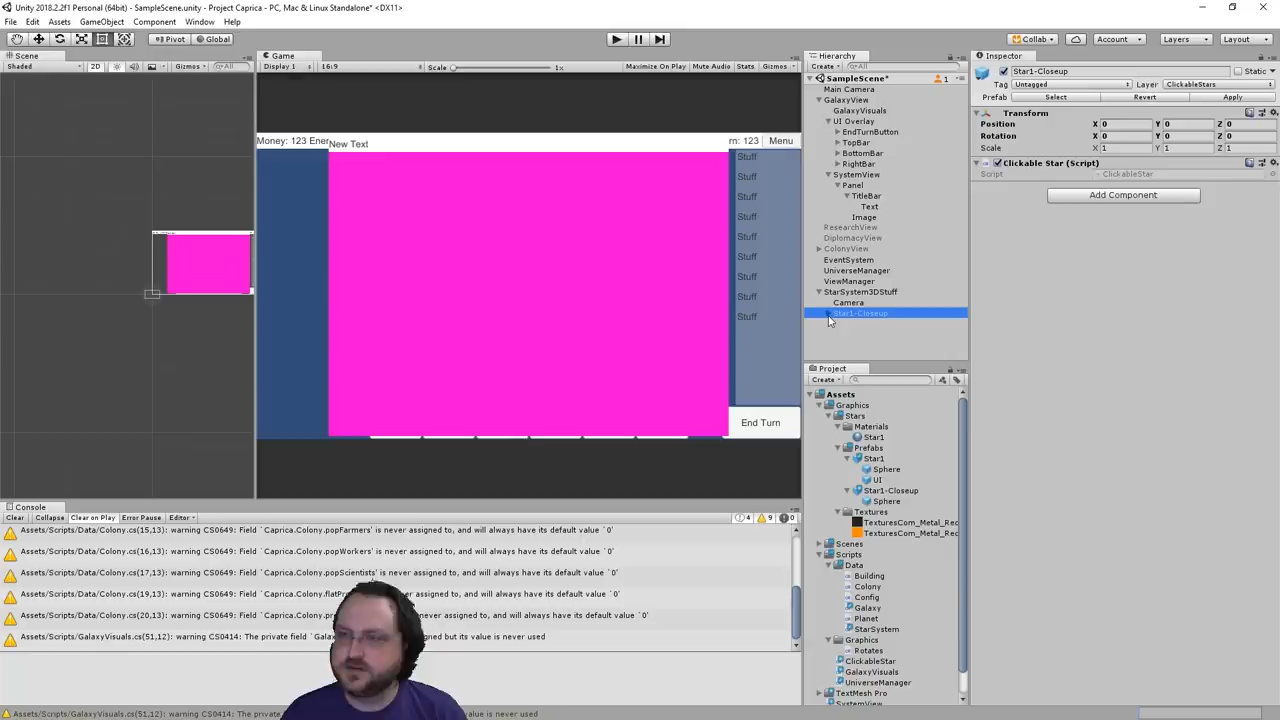 Unity 2018.2.2f1 Personal (64bit) - SampleScene.unity - Project Caprica - PC, Mac & Linux Standalone* <DX11>
File Edit Assets GameObject Component Window Help
Pivot Global Collab Account Layers Layout
Scene Game Hierarchy Inspector
Shaded 2D Gizmos All Display 1 16:9 Scale 1x Maximize On Play Mute Audio Stats Gizmos
Create All
Star1-Closeup Static
Tag Untagged Layer ClickableStars
Prefab Select Revert Apply
Transform
Position X 0 Y 0 Z 0
Rotation X 0 Y 0 Z 0
Scale X 1 Y 1 Z 1
Clickable Star (Script)
Script ClickableStar
Add Component
Money: 123 Ener New Text rn: 123 Menu
Stuff
Stuff
Stuff
Stuff
Stuff
Stuff
Stuff
Stuff
Stuff
End Turn
SampleScene* 1
Main Camera
GalaxyView
GalaxyVisuals
UI Overlay
EndTurnButton
TopBar
BottomBar
RightBar
SystemView
Panel
TitleBar
Text
Image
ResearchView
DiplomacyView
ColonyView
EventSystem
UniverseManager
ViewManager
StarSystem3DStuff
Camera
Star1-Closeup
Project
Create
Assets
Graphics
Stars
Materials
Star1
Prefabs
Star1
Sphere
UI
Star1-Closeup
Sphere
Textures
TexturesCom_Metal_Rec
TexturesCom_Metal_Rec
Scenes
Scripts
Data
Building
Colony
Config
Galaxy
Planet
StarSystem
Graphics
Rotates
ClickableStar
GalaxyVisuals
UniverseManager
TextMesh Pro
Console
Clear Collapse Clear on Play Error Pause Editor 4 9 0
Assets/Scripts/Data/Colony.cs(15,13): warning CS0649: Field `Caprica.Colony.popFarmers' is never assigned to, and will always have its default value `0'
Assets/Scripts/Data/Colony.cs(16,13): warning CS0649: Field `Caprica.Colony.popWorkers' is never assigned to, and will always have its default value `0'
Assets/Scripts/Data/Colony.cs(17,13): warning CS0649: Field `Caprica.Colony.popScientists' is never assigned to, and will always have its default value `0'
Assets/Scripts/Data/Colony.cs(19,13): warning CS0649: Field `Caprica.Colony. never assigned to, and will always have its default value `0'
Assets/Scripts/Data/Colony.cs(20,13): warning CS0649: Field `Caprica.Colony. assigned to, and will always have its default value `0'
Assets/Scripts/GalaxyVisuals.cs(51,12): warning CS0414: The private field `Galax but its value is never used
Assets/Scripts/GalaxyVisuals.cs(51,12): warning CS0414: The private value is never used